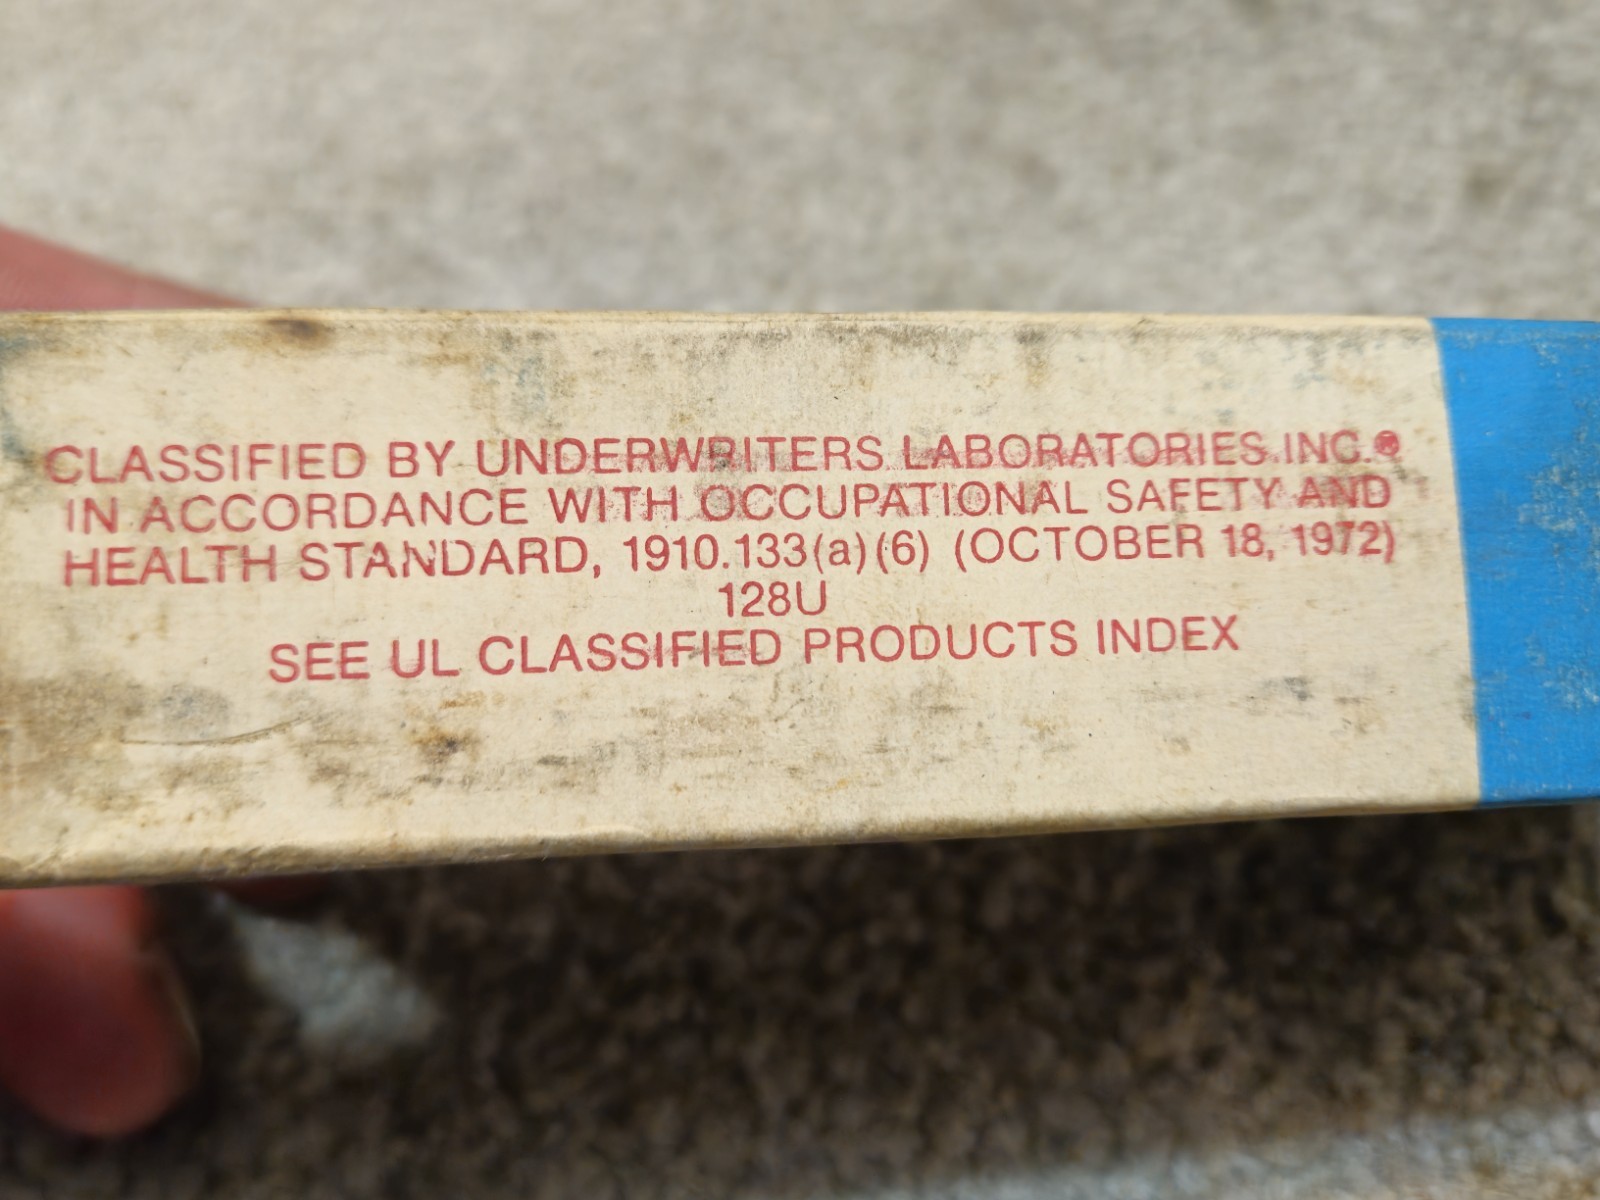 CLASSIFIED BY UNDERWRITERS LABORATORIES INC.®
IN ACCORDANCE WITH OCCUPATIONAL SAFETY AND
HEALTH STANDARD, 1910.133(a)(6) (OCTOBER 18, 1972)
128U
SEE UL CLASSIFIED PRODUCTS INDEX